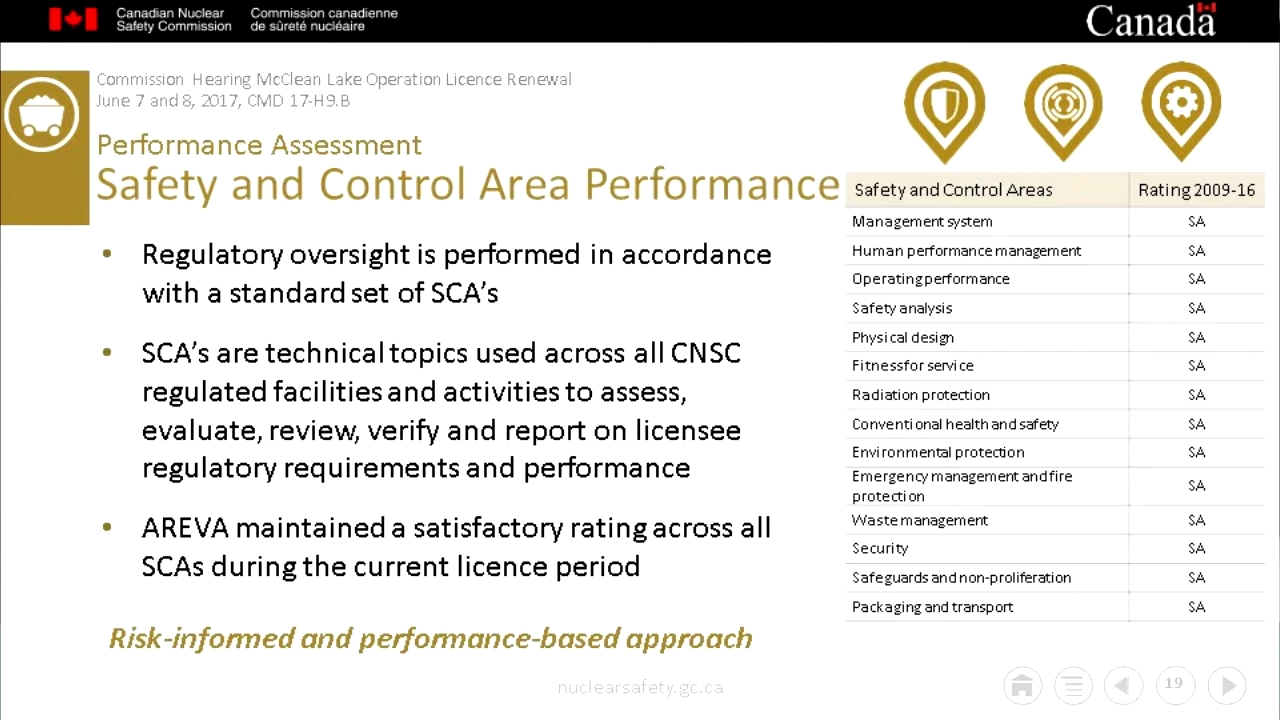 Canadian Nuclear Safety Commission
Commission canadienne de sûreté nucléaire
Canada
Commission Hearing McClean Lake Operation Licence Renewal
June 7 and 8, 2017, CMD 17-H9.B
Performance Assessment
Safety and Control Area Performance
• Regulatory oversight is performed in accordance
with a standard set of SCA's
• SCA's are technical topics used across all CNSC
regulated facilities and activities to assess,
evaluate, review, verify and report on licensee
regulatory requirements and performance
• AREVA maintained a satisfactory rating across all
SCAs during the current licence period
Risk-informed and performance-based approach
Safety and Control Areas Rating 2009-16
Management system SA
Human performance management SA
Operating performance SA
Safety analysis SA
Physical design SA
Fitness for service SA
Radiation protection SA
Conventional health and safety SA
Environmental protection SA
Emergency management and fire
protection SA
Waste management SA
Security SA
Safeguards and non-proliferation SA
Packaging and transport SA
nuclearsafety.gc.ca
19